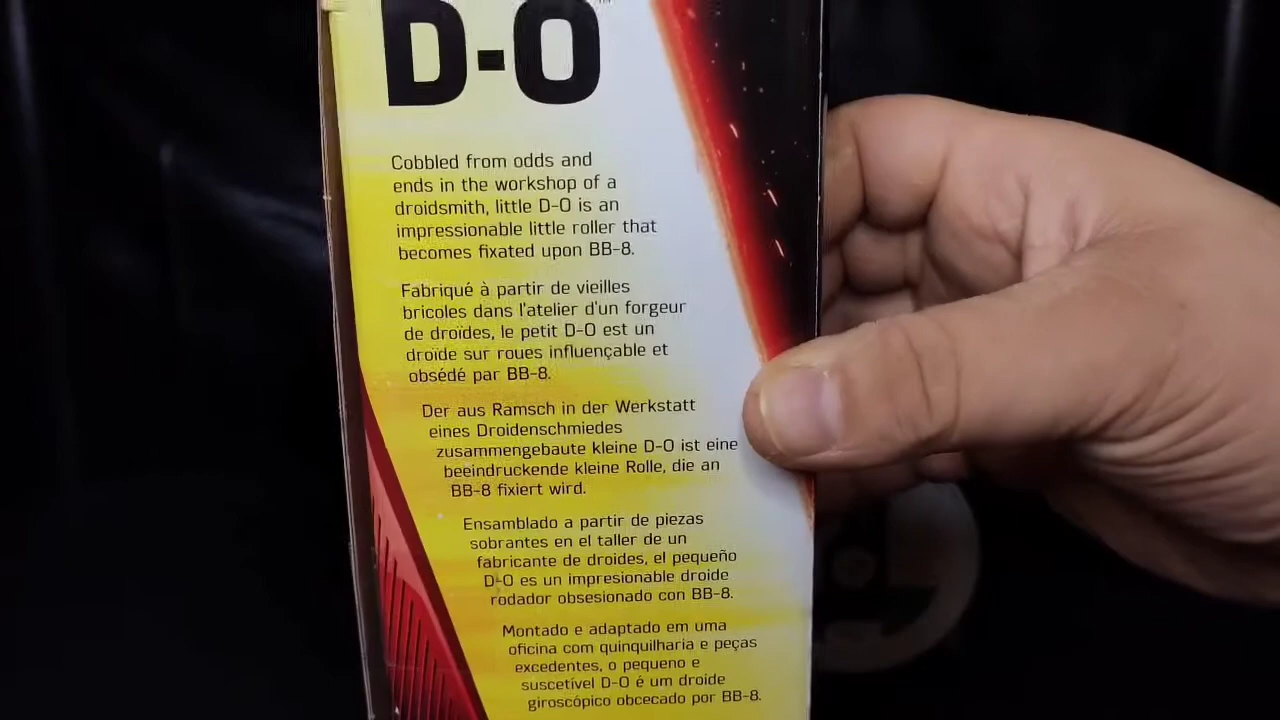 D-O
Cobbled from odds and
ends in the workshop of a
droidsmith, little D-O is an
impressionable little roller that
becomes fixated upon BB-8.
Fabriqué à partir de vieilles
bricoles dans l'atelier d'un forgeur
de droïdes, le petit D-O est un
droïde sur roues influençable et
obsédé par BB-8.
Der aus Ramsch in der Werkstatt
eines Droidenschmiedes
zusammengebaute kleine D-O ist eine
beeindruckende kleine Rolle, die an
BB-8 fixiert wird.
Ensamblado a partir de piezas
sobrantes en el taller de un
fabricante de droides, el pequeño
D-O es un impresionable droide
rodador obsesionado con BB-8.
Montado e adaptado em uma
oficina com quinquilharia e peças
excedentes, o pequeno e
suscetível D-O é um droide
giroscópico obcecado por BB-8.